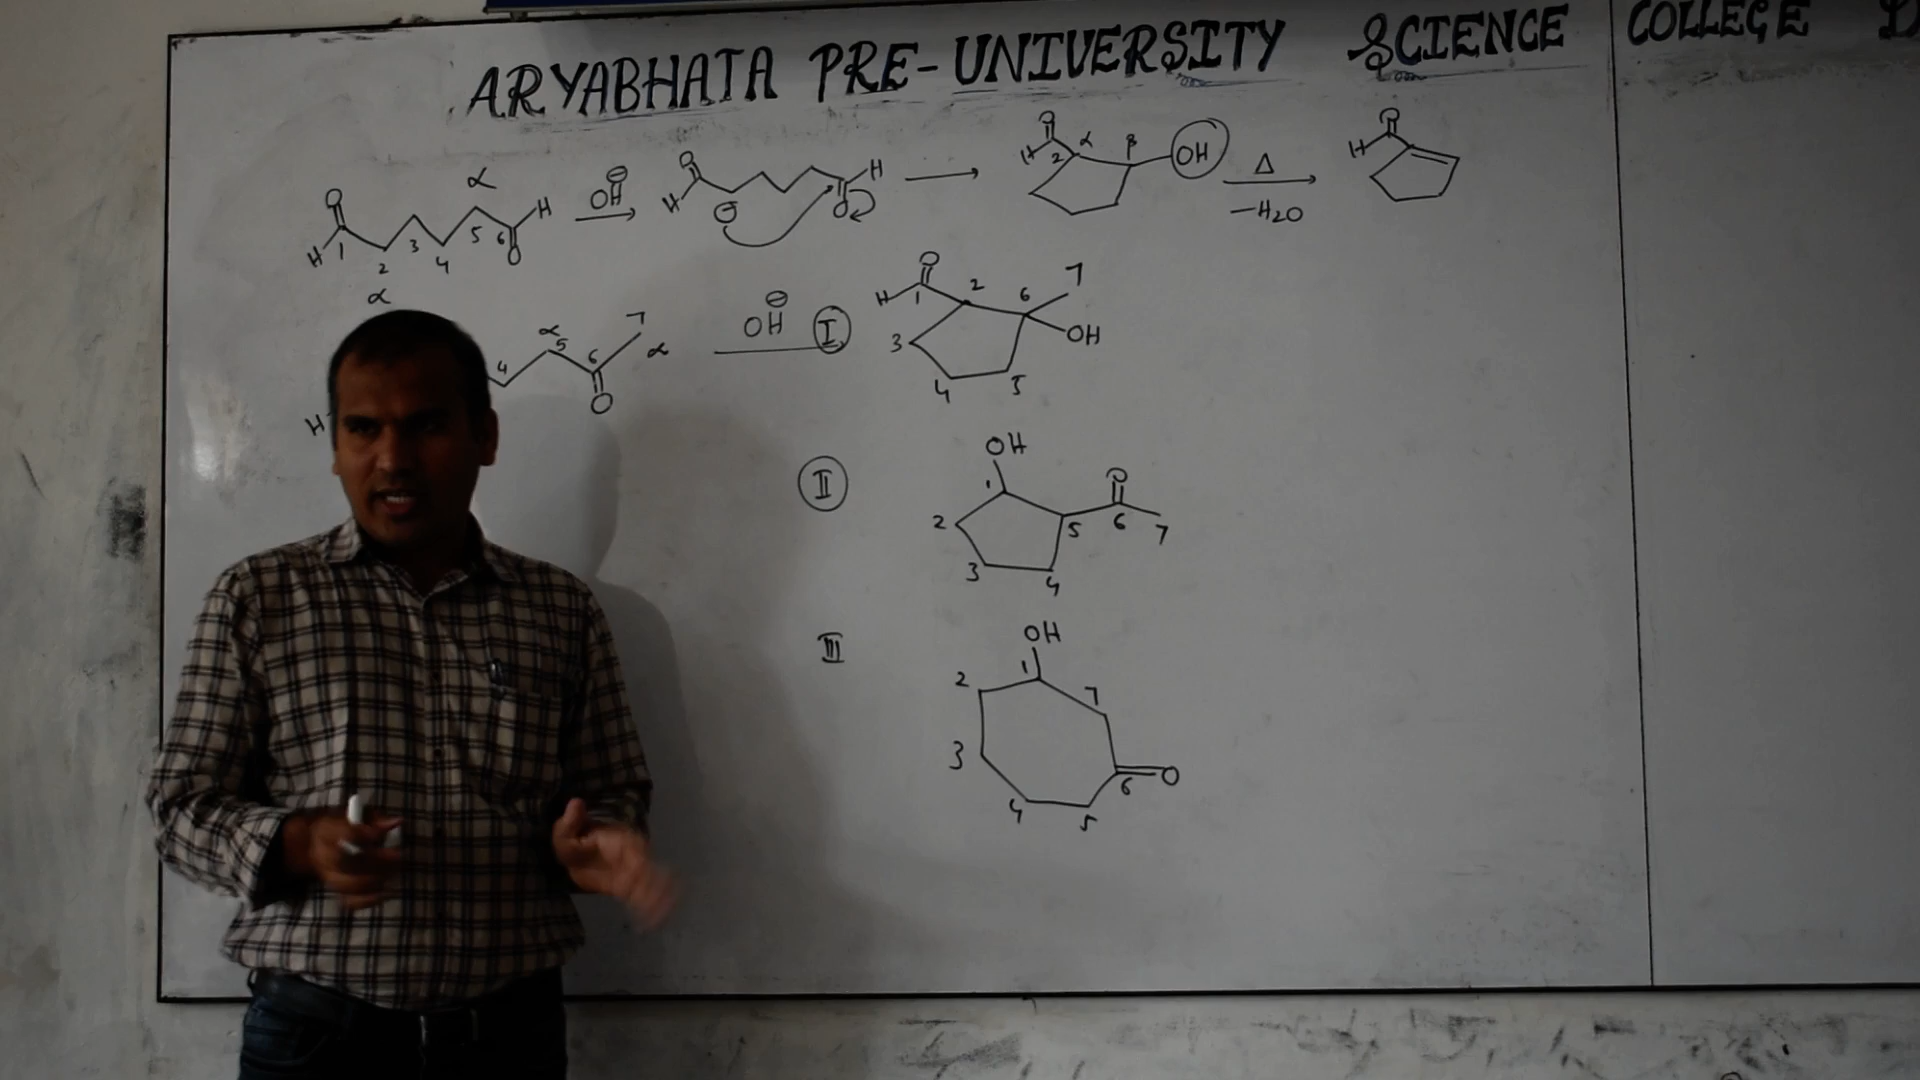 ARYABHATA PRE-UNIVERSITY SCIENCE COLLEGE
O H 1 2 3 4 5 6 O H α α
OH⊖
O H ⊖ O H
O H 2 α β OH
Δ
−H2O
O H
H 4 α 5 6 7 α O
OH⊖
I
O H 1 2 3 4 5 6 7 OH
II
OH 1 2 3 4 5 6 7 O
III
OH 1 2 3 4 5 6 7 O